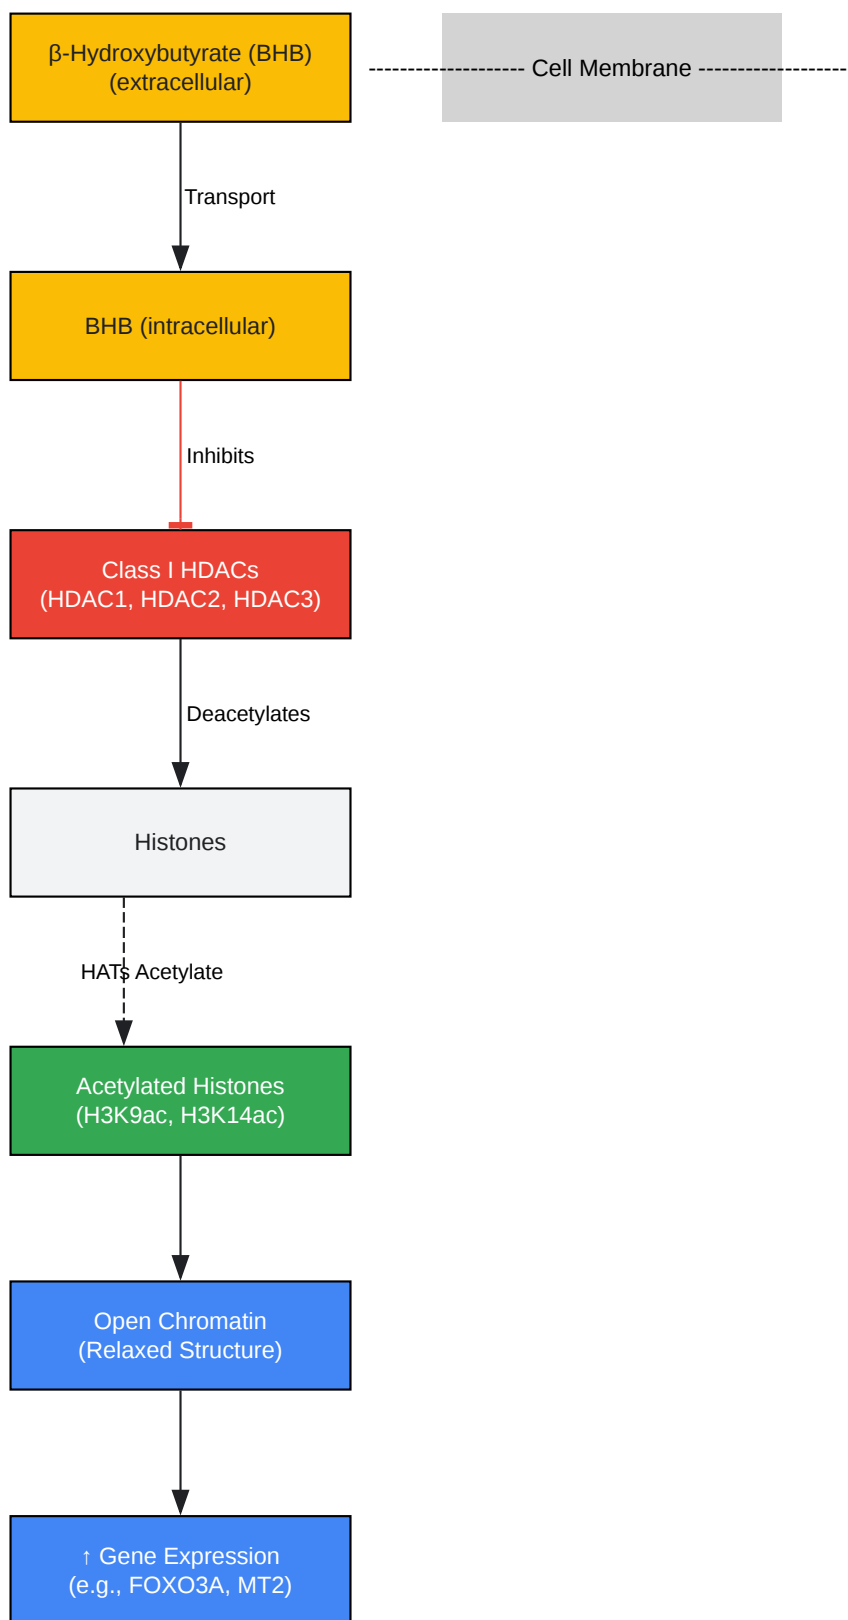 β-Hydroxybutyrate (BHB)
(extracellular)
---------------------- Cell Membrane ----------------------
Transport
BHB (intracellular)
Inhibits
Class I HDACs
(HDAC1, HDAC2, HDAC3)
Deacetylates
Histones
HATs Acetylate
Acetylated Histones
(H3K9ac, H3K14ac)
Open Chromatin
(Relaxed Structure)
↑ Gene Expression
(e.g., FOXO3A, MT2)